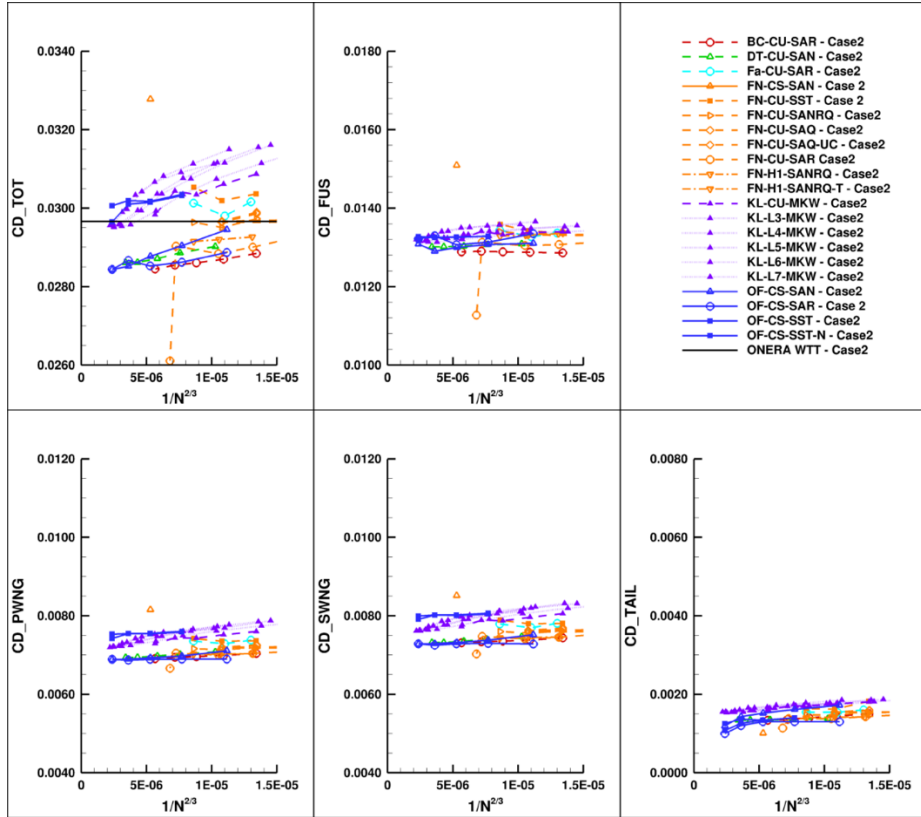 CD_TOT
0.0340
0.0320
0.0300
0.0280
0.0260
5E-06
1E-05
1.5E-05
1/N^2/3
CD_FUS
0.0180
0.0160
0.0140
0.0120
0.0100
5E-06
1E-05
1.5E-05
1/N^2/3
BC-CU-SAR - Case2
DT-CU-SAN - Case2
Fa-CU-SAR - Case2
FN-CS-SAN - Case 2
FN-CU-SST - Case 2
FN-CU-SANRQ - Case2
FN-CU-SAQ - Case2
FN-CU-SAQ-UC - Case2
FN-CU-SAR Case2
FN-H1-SANRQ - Case2
FN-H1-SANRQ-T - Case2
KL-CU-MKW - Case2
KL-L3-MKW - Case2
KL-L4-MKW - Case2
KL-L5-MKW - Case2
KL-L6-MKW - Case2
KL-L7-MKW - Case2
OF-CS-SAN - Case2
OF-CS-SAR - Case 2
OF-CS-SST - Case2
OF-CS-SST-N - Case2
ONERA WTT - Case2
CD_PWNG
0.0120
0.0100
0.0080
0.0060
0.0040
5E-06
1E-05
1.5E-05
1/N^2/3
CD_SWNG
0.0120
0.0100
0.0080
0.0060
0.0040
5E-06
1E-05
1.5E-05
1/N^2/3
CD_TAIL
0.0080
0.0060
0.0040
0.0020
0.0000
5E-06
1E-05
1.5E-05
1/N^2/3